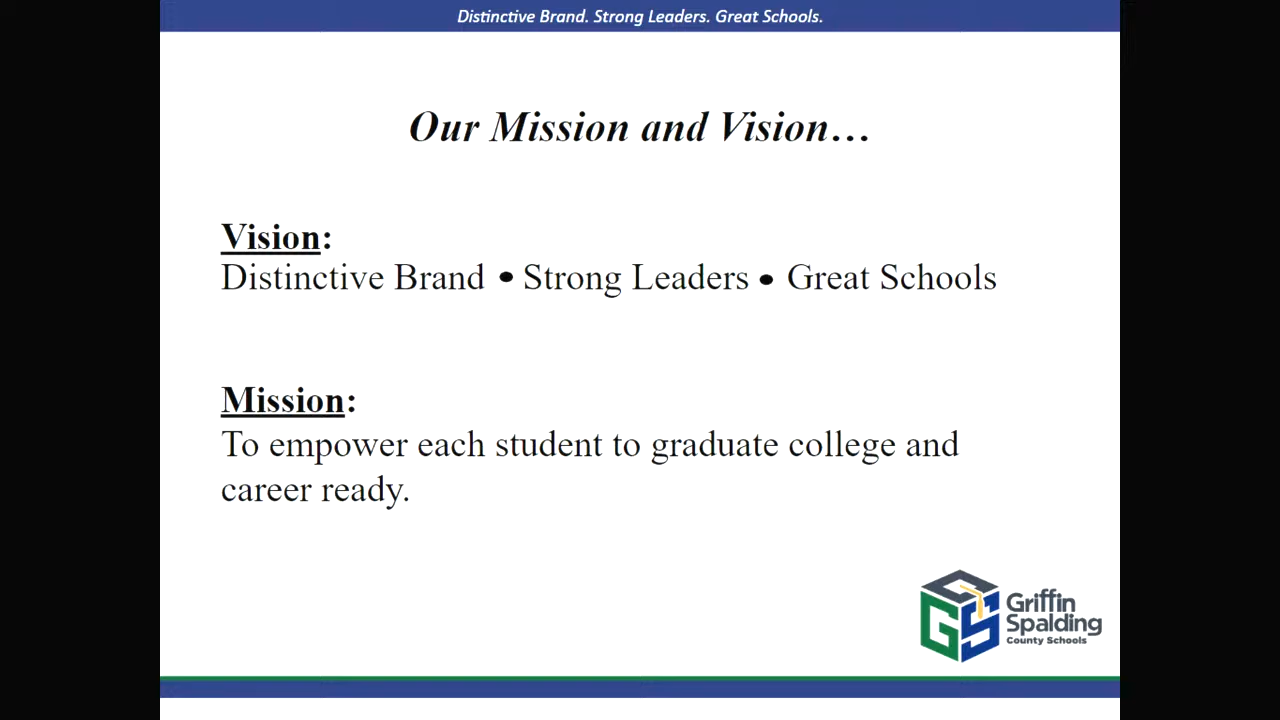 Distinctive Brand. Strong Leaders. Great Schools.
Our Mission and Vision…
Vision:
Distinctive Brand • Strong Leaders • Great Schools
Mission:
To empower each student to graduate college and
career ready.
GCS
Griffin
Spalding
County Schools